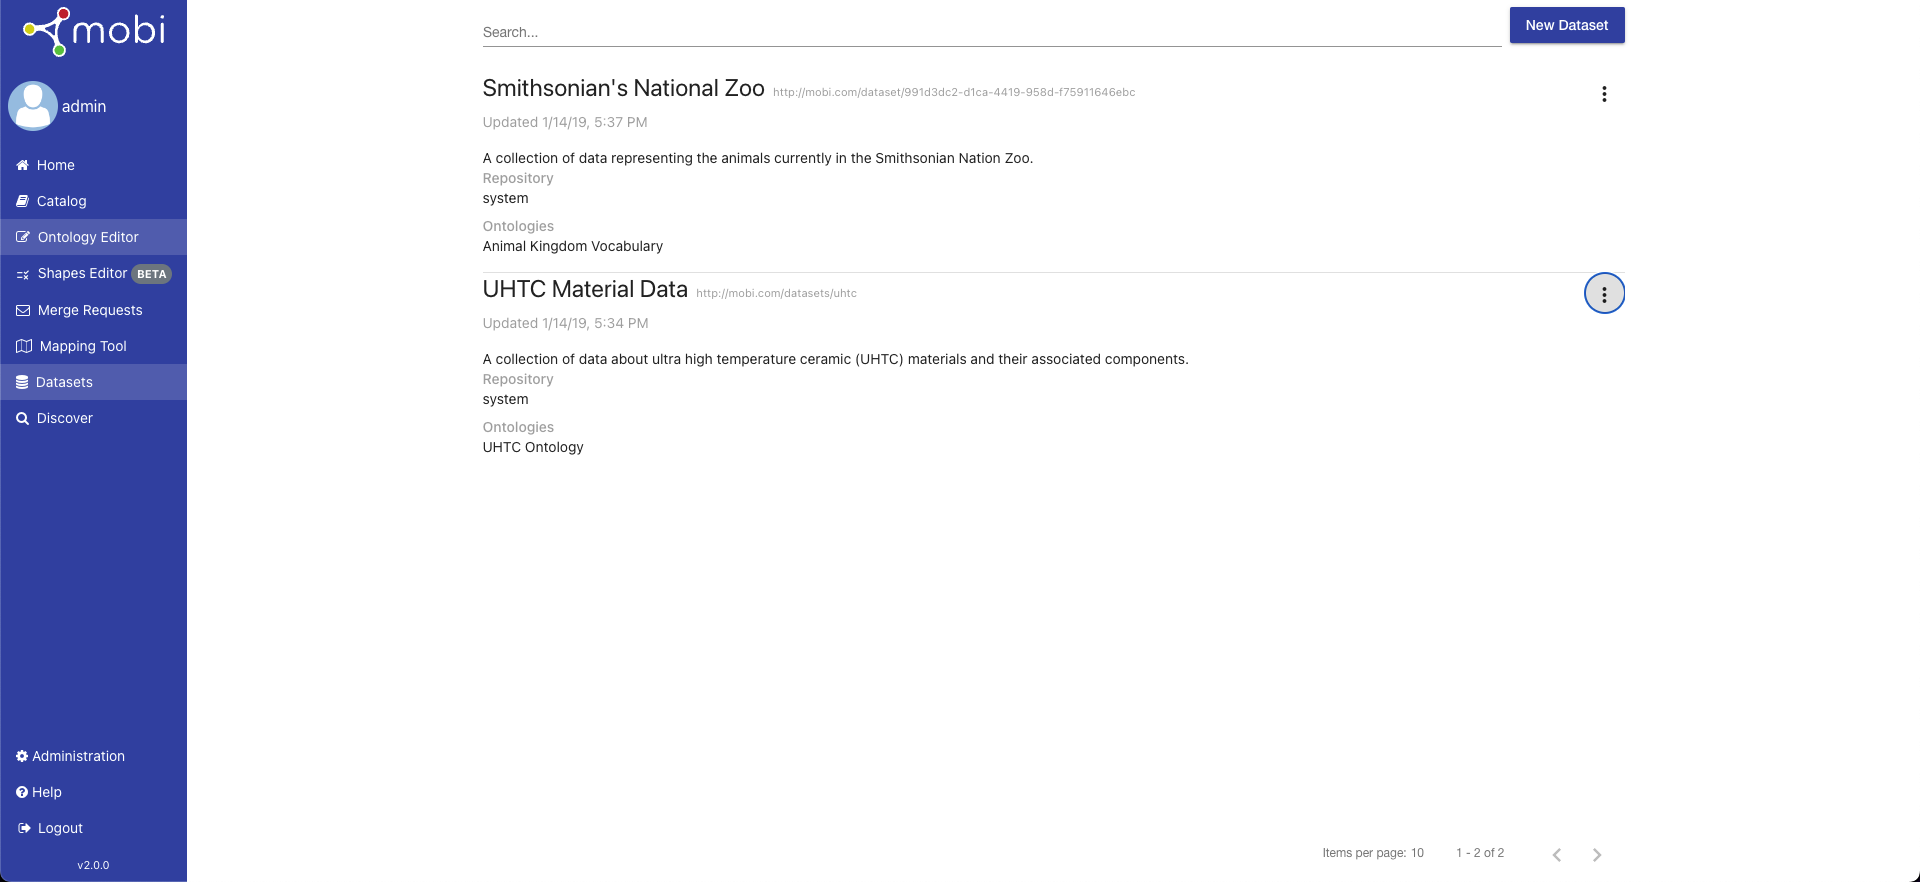 mobi
admin
Home
Catalog
Ontology Editor
Shapes Editor BETA
Merge Requests
Mapping Tool
Datasets
Discover
Administration
Help
Logout
v2.0.0
Search...
New Dataset
Smithsonian's National Zoo http://mobi.com/dataset/991d3dc2-d1ca-4419-958d-f75911646ebc
Updated 1/14/19, 5:37 PM
A collection of data representing the animals currently in the Smithsonian Nation Zoo.
Repository
system
Ontologies
Animal Kingdom Vocabulary
UHTC Material Data http://mobi.com/datasets/uhtc
Updated 1/14/19, 5:34 PM
A collection of data about ultra high temperature ceramic (UHTC) materials and their associated components.
Repository
system
Ontologies
UHTC Ontology
Items per page: 10 1 - 2 of 2